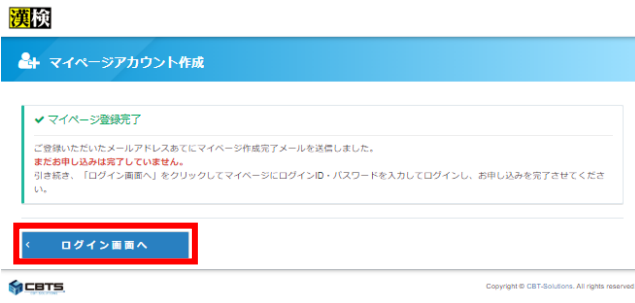 漢検
マイページアカウント作成
マイページ登録完了
ご登録いただいたメールアドレスあてにマイページ作成完了メールを送信しました。
まだお申し込みは完了していません。
引き続き、「ログイン画面へ」をクリックしてマイページにログインID・パスワードを入力してログインし、お申し込みを完了させてくださ
い。
ログイン画面へ
CBTS
Copyright © CBT-Solutions. All rights reserved